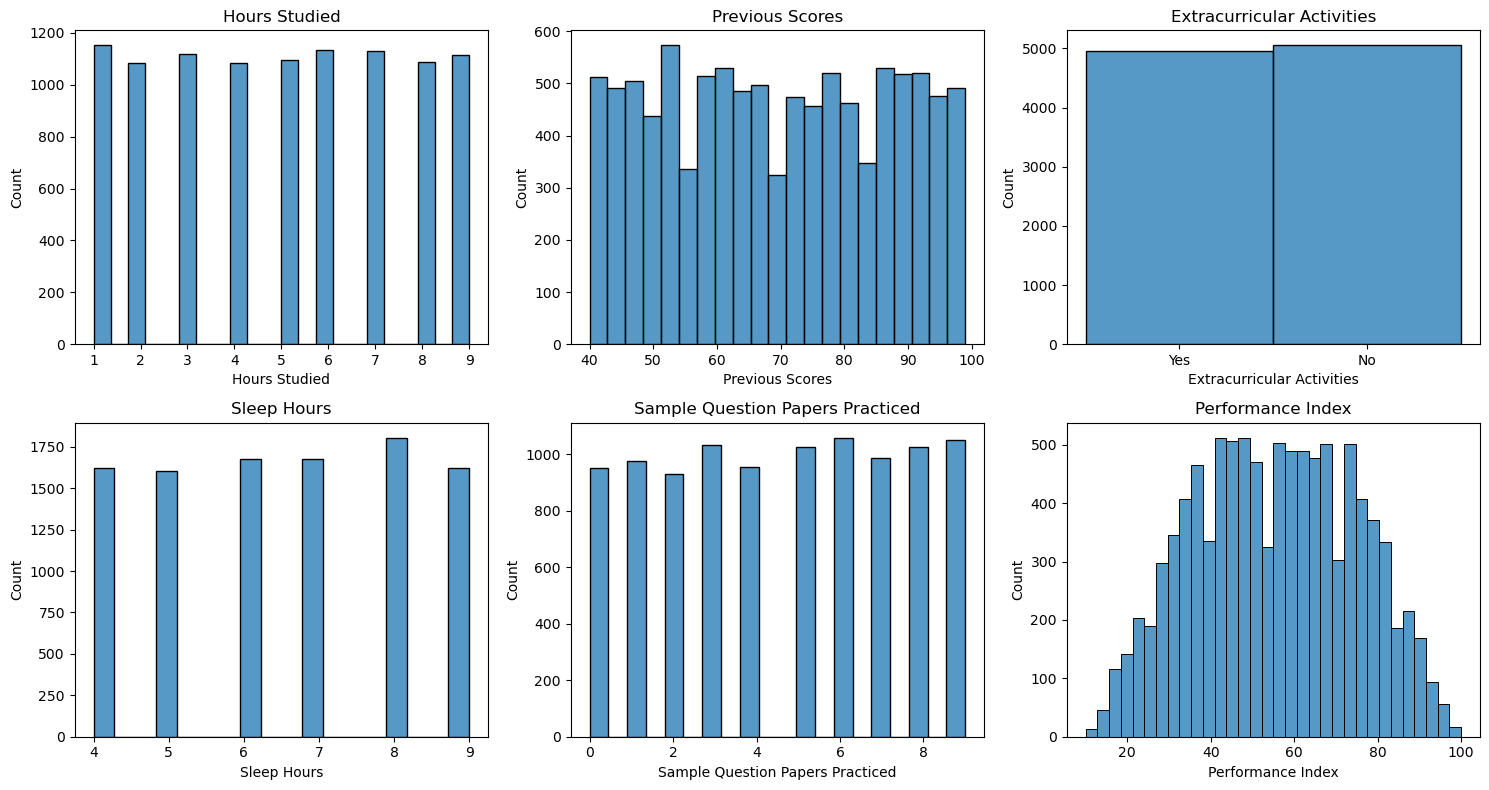 Hours Studied
1200
1000
800
600
400
200
0
Count
1 2 3 4 5 6 7 8 9
Hours Studied
Previous Scores
600
500
400
300
200
100
0
Count
40 50 60 70 80 90 100
Previous Scores
Extracurricular Activities
5000
4000
3000
2000
1000
0
Count
Yes No
Extracurricular Activities
Sleep Hours
1750
1500
1250
1000
750
500
250
0
Count
4 5 6 7 8 9
Sleep Hours
Sample Question Papers Practiced
1000
800
600
400
200
0
Count
0 2 4 6 8
Sample Question Papers Practiced
Performance Index
500
400
300
200
100
0
Count
20 40 60 80 100
Performance Index